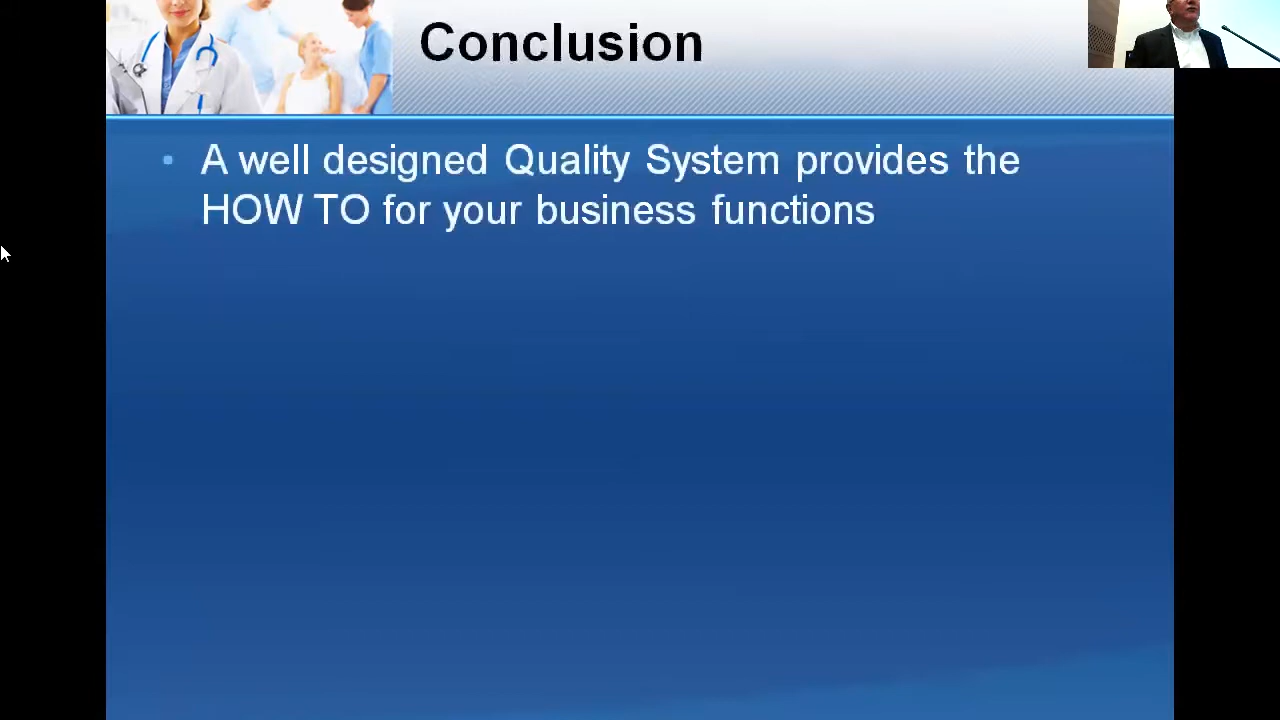 Conclusion
• A well designed Quality System provides the
HOW TO for your business functions